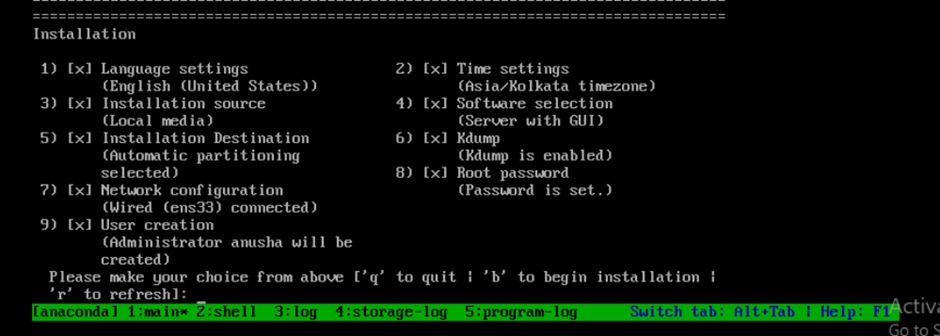 ================================================================================
================================================================================
Installation
1) [x] Language settings 2) [x] Time settings
(English (United States)) (Asia/Kolkata timezone)
3) [x] Installation source 4) [x] Software selection
(Local media) (Server with GUI)
5) [x] Installation Destination 6) [x] Kdump
(Automatic partitioning (Kdump is enabled)
selected) 8) [x] Root password
7) [x] Network configuration (Password is set.)
(Wired (ens33) connected)
9) [x] User creation
(Administrator anusha will be
created)
Please make your choice from above ['q' to quit | 'b' to begin installation |
'r' to refresh]: _
[anaconda] 1:main* 2:shell 3:log 4:storage-log 5:program-log Switch tab: Alt+Tab | Help: F1
Activa
Go to S